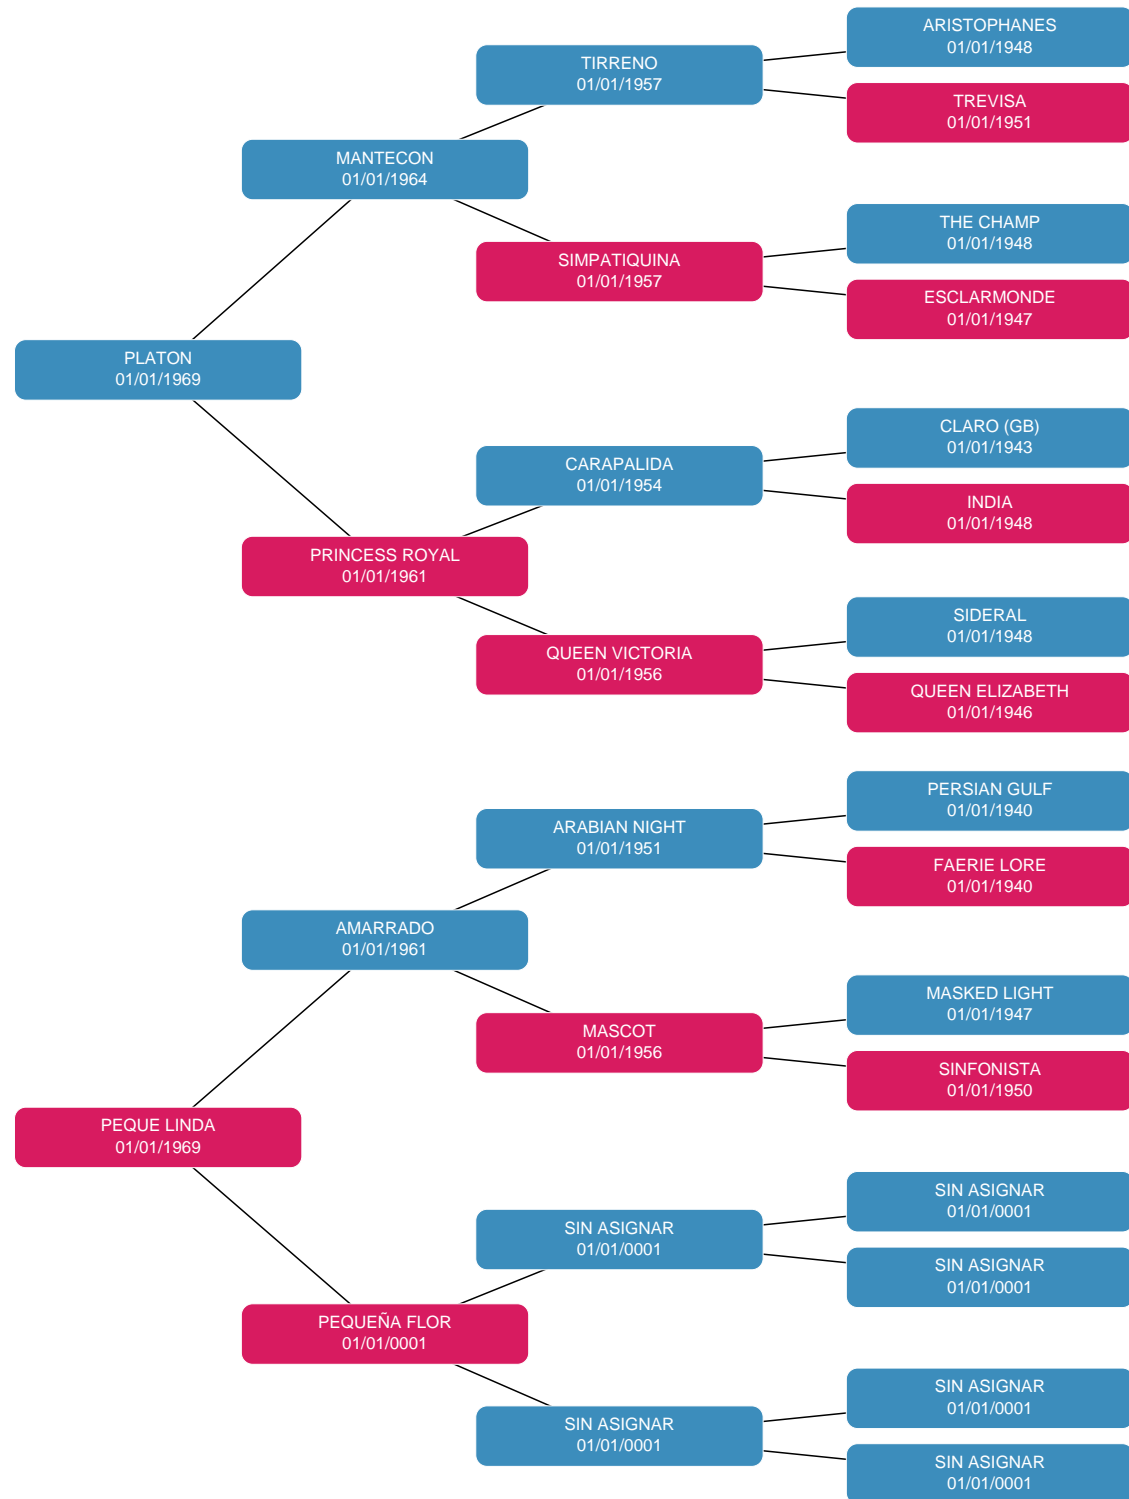 ARISTOPHANES
01/01/1948
TIRRENO
01/01/1957
TREVISA
01/01/1951
MANTECON
01/01/1964
THE CHAMP
01/01/1948
SIMPATIQUINA
01/01/1957
ESCLARMONDE
01/01/1947
PLATON
01/01/1969
CLARO (GB)
01/01/1943
CARAPALIDA
01/01/1954
INDIA
01/01/1948
PRINCESS ROYAL
01/01/1961
SIDERAL
01/01/1948
QUEEN VICTORIA
01/01/1956
QUEEN ELIZABETH
01/01/1946
PERSIAN GULF
01/01/1940
ARABIAN NIGHT
01/01/1951
FAERIE LORE
01/01/1940
AMARRADO
01/01/1961
MASKED LIGHT
01/01/1947
MASCOT
01/01/1956
SINFONISTA
01/01/1950
PEQUE LINDA
01/01/1969
SIN ASIGNAR
01/01/0001
SIN ASIGNAR
01/01/0001
SIN ASIGNAR
01/01/0001
PEQUEÑA FLOR
01/01/0001
SIN ASIGNAR
01/01/0001
SIN ASIGNAR
01/01/0001
SIN ASIGNAR
01/01/0001